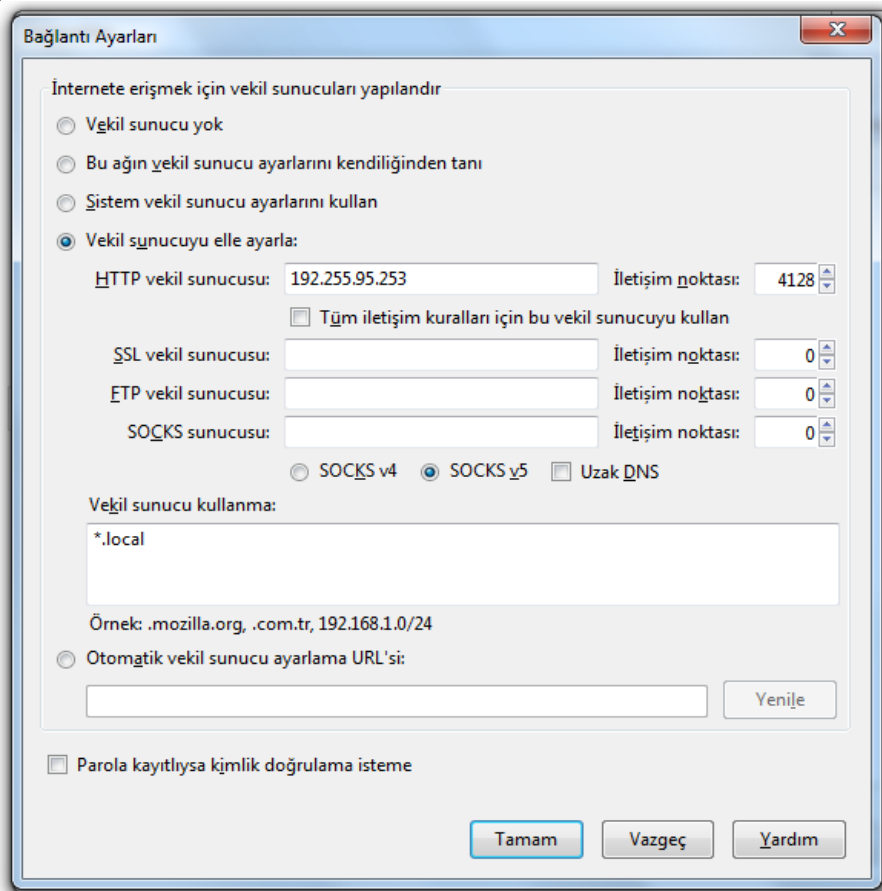 Bağlantı Ayarları
İnternete erişmek için vekil sunucuları yapılandır
Vekil sunucu yok
Bu ağın vekil sunucu ayarlarını kendiliğinden tanı
Sistem vekil sunucu ayarlarını kullan
Vekil sunucuyu elle ayarla:
HTTP vekil sunucusu: 192.255.95.253 İletişim noktası: 4128
Tüm iletişim kuralları için bu vekil sunucuyu kullan
SSL vekil sunucusu: İletişim noktası: 0
FTP vekil sunucusu: İletişim noktası: 0
SOCKS sunucusu: İletişim noktası: 0
SOCKS v4 SOCKS v5 Uzak DNS
Vekil sunucu kullanma:
*.local
Örnek: .mozilla.org, .com.tr, 192.168.1.0/24
Otomatik vekil sunucu ayarlama URL'si:
Yenile
Parola kayıtlıysa kimlik doğrulama isteme
Tamam Vazgeç Yardım